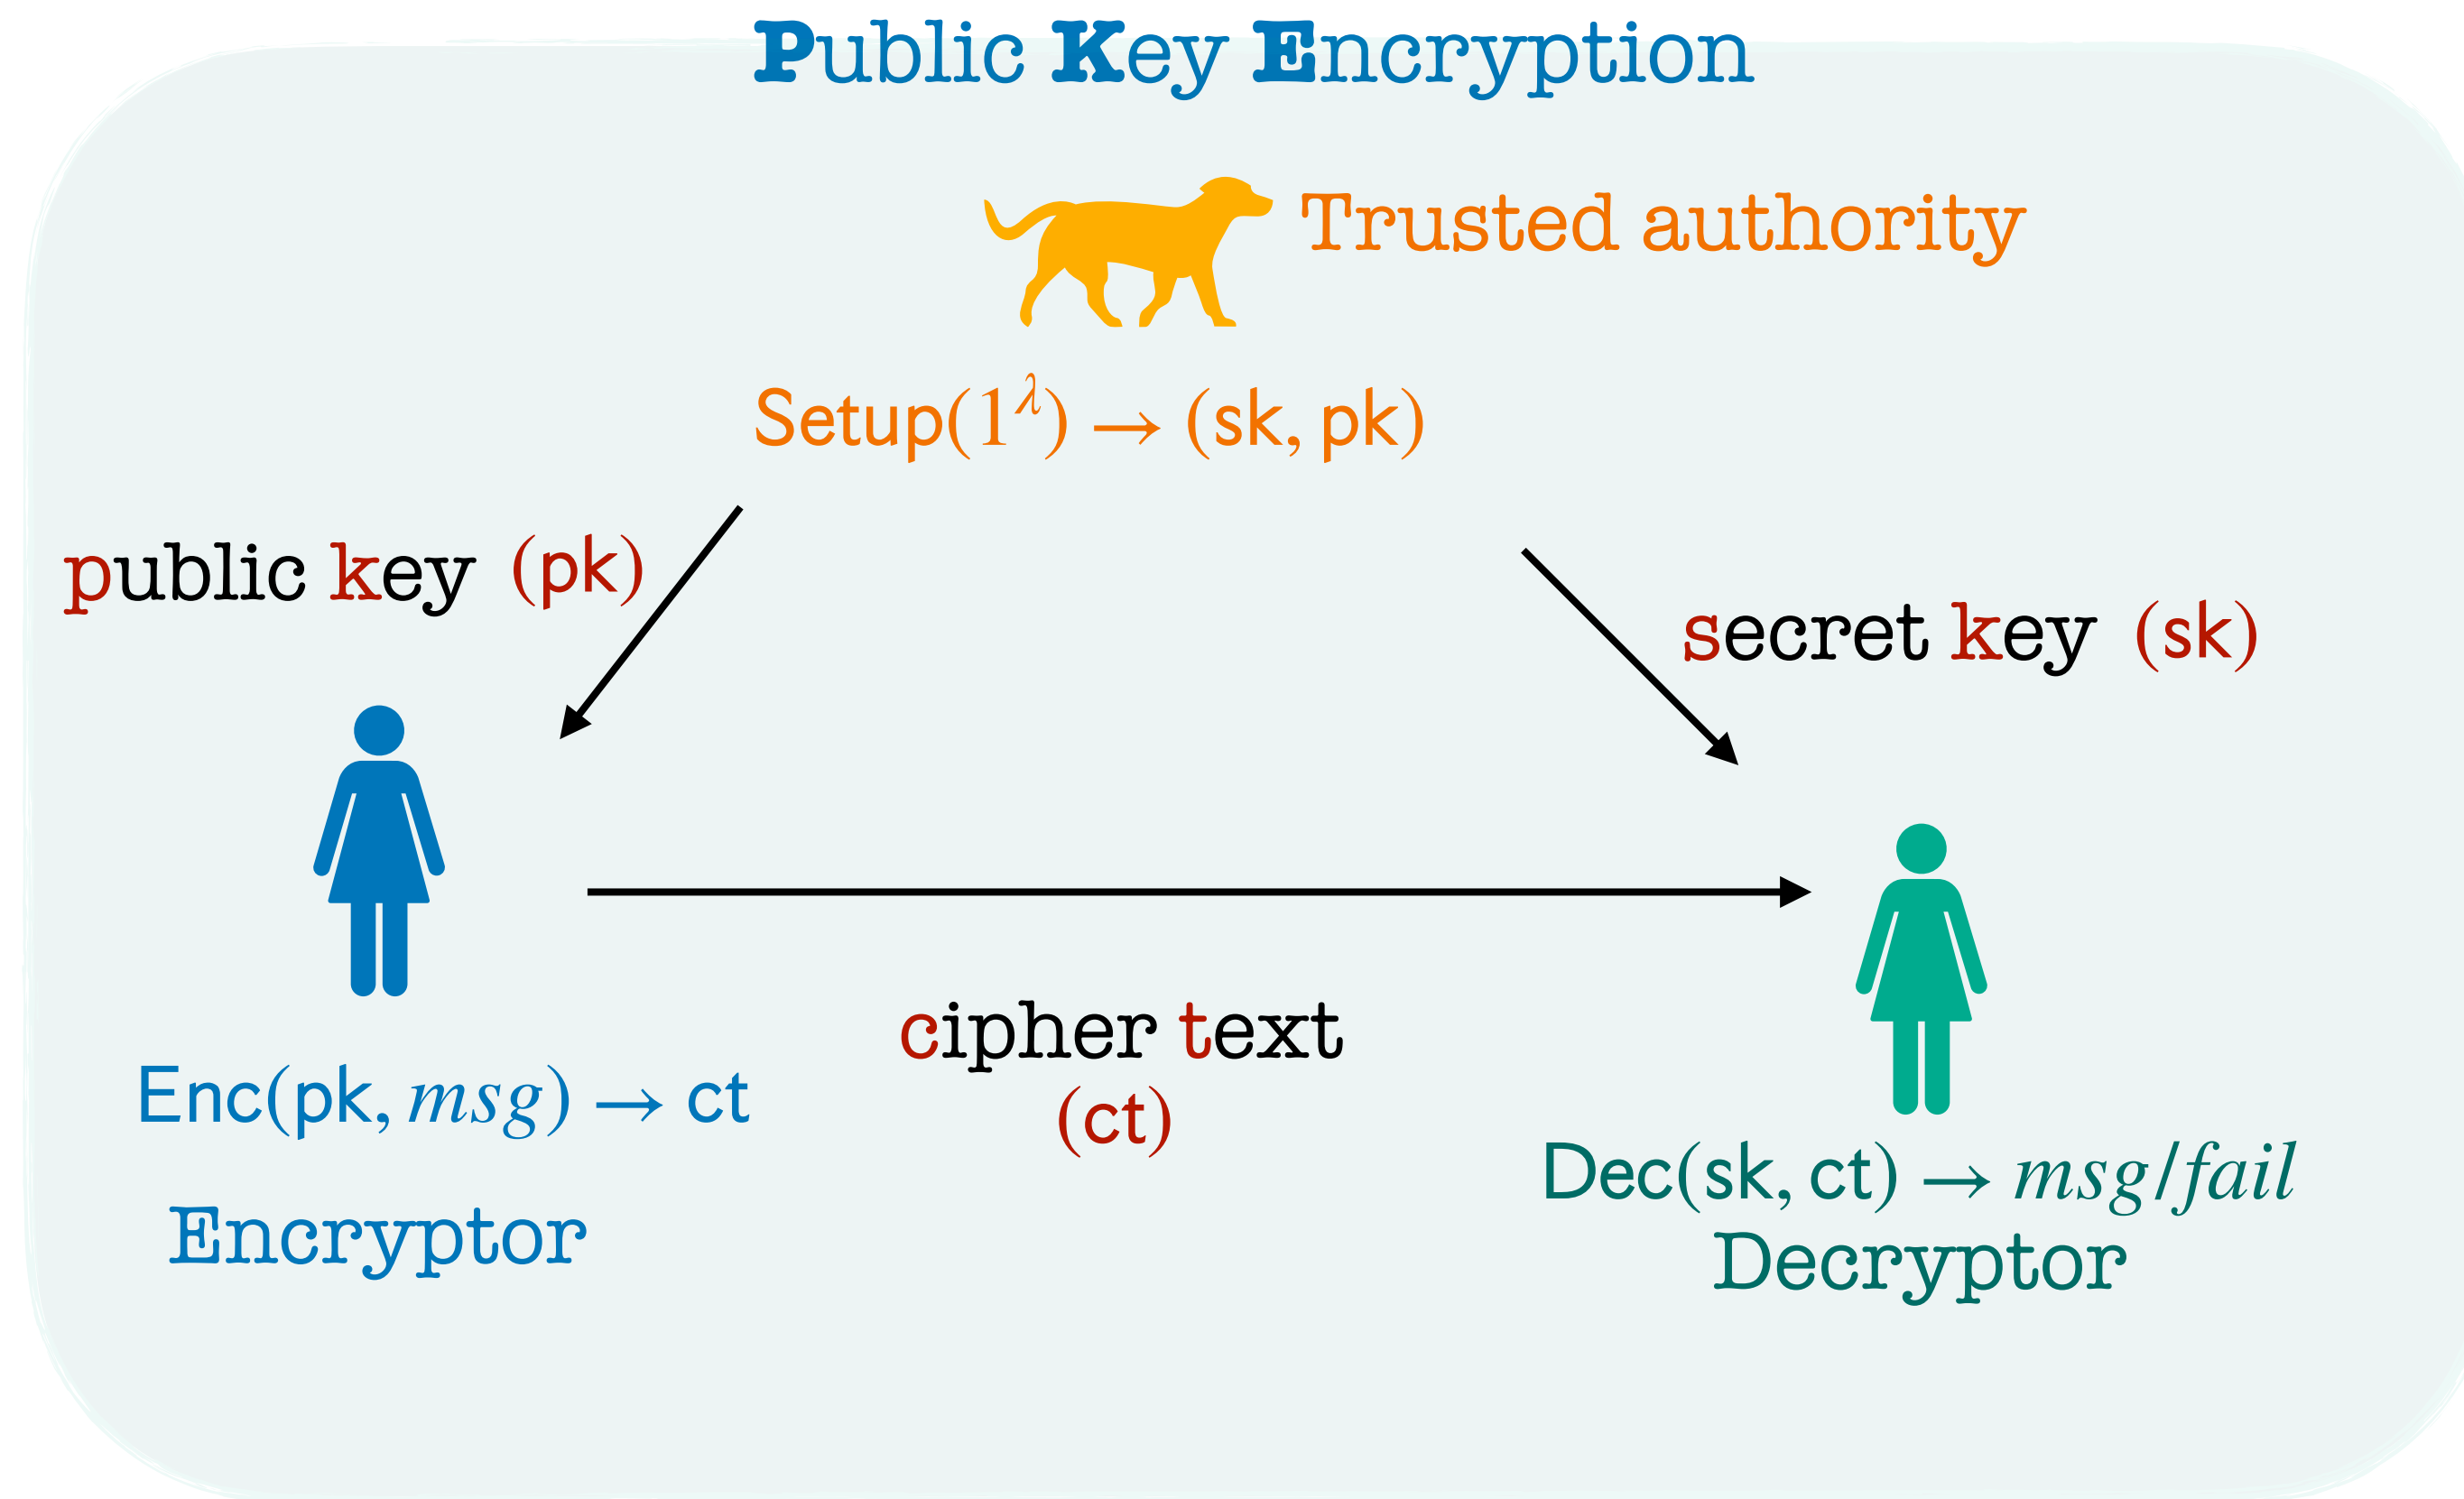 Public Key Encryption
Trusted authority
Setup(1^λ) → (sk, pk)
public key (pk)
secret key (sk)
cipher text
(ct)
Enc(pk, msg) → ct
Encryptor
Dec(sk, ct) → msg/fail
Decryptor